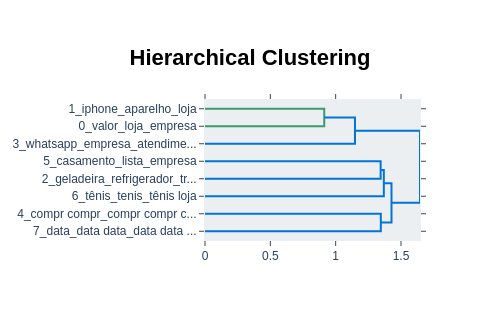 Hierarchical Clustering
1_iphone_aparelho_loja
0_valor_loja_empresa
3_whatsapp_empresa_atendime...
5_casamento_lista_empresa
2_geladeira_refrigerador_tr...
6_tênis_tenis_tênis loja
4_compr compr_compr compr c...
7_data_data data_data data ...
0 0.5 1 1.5